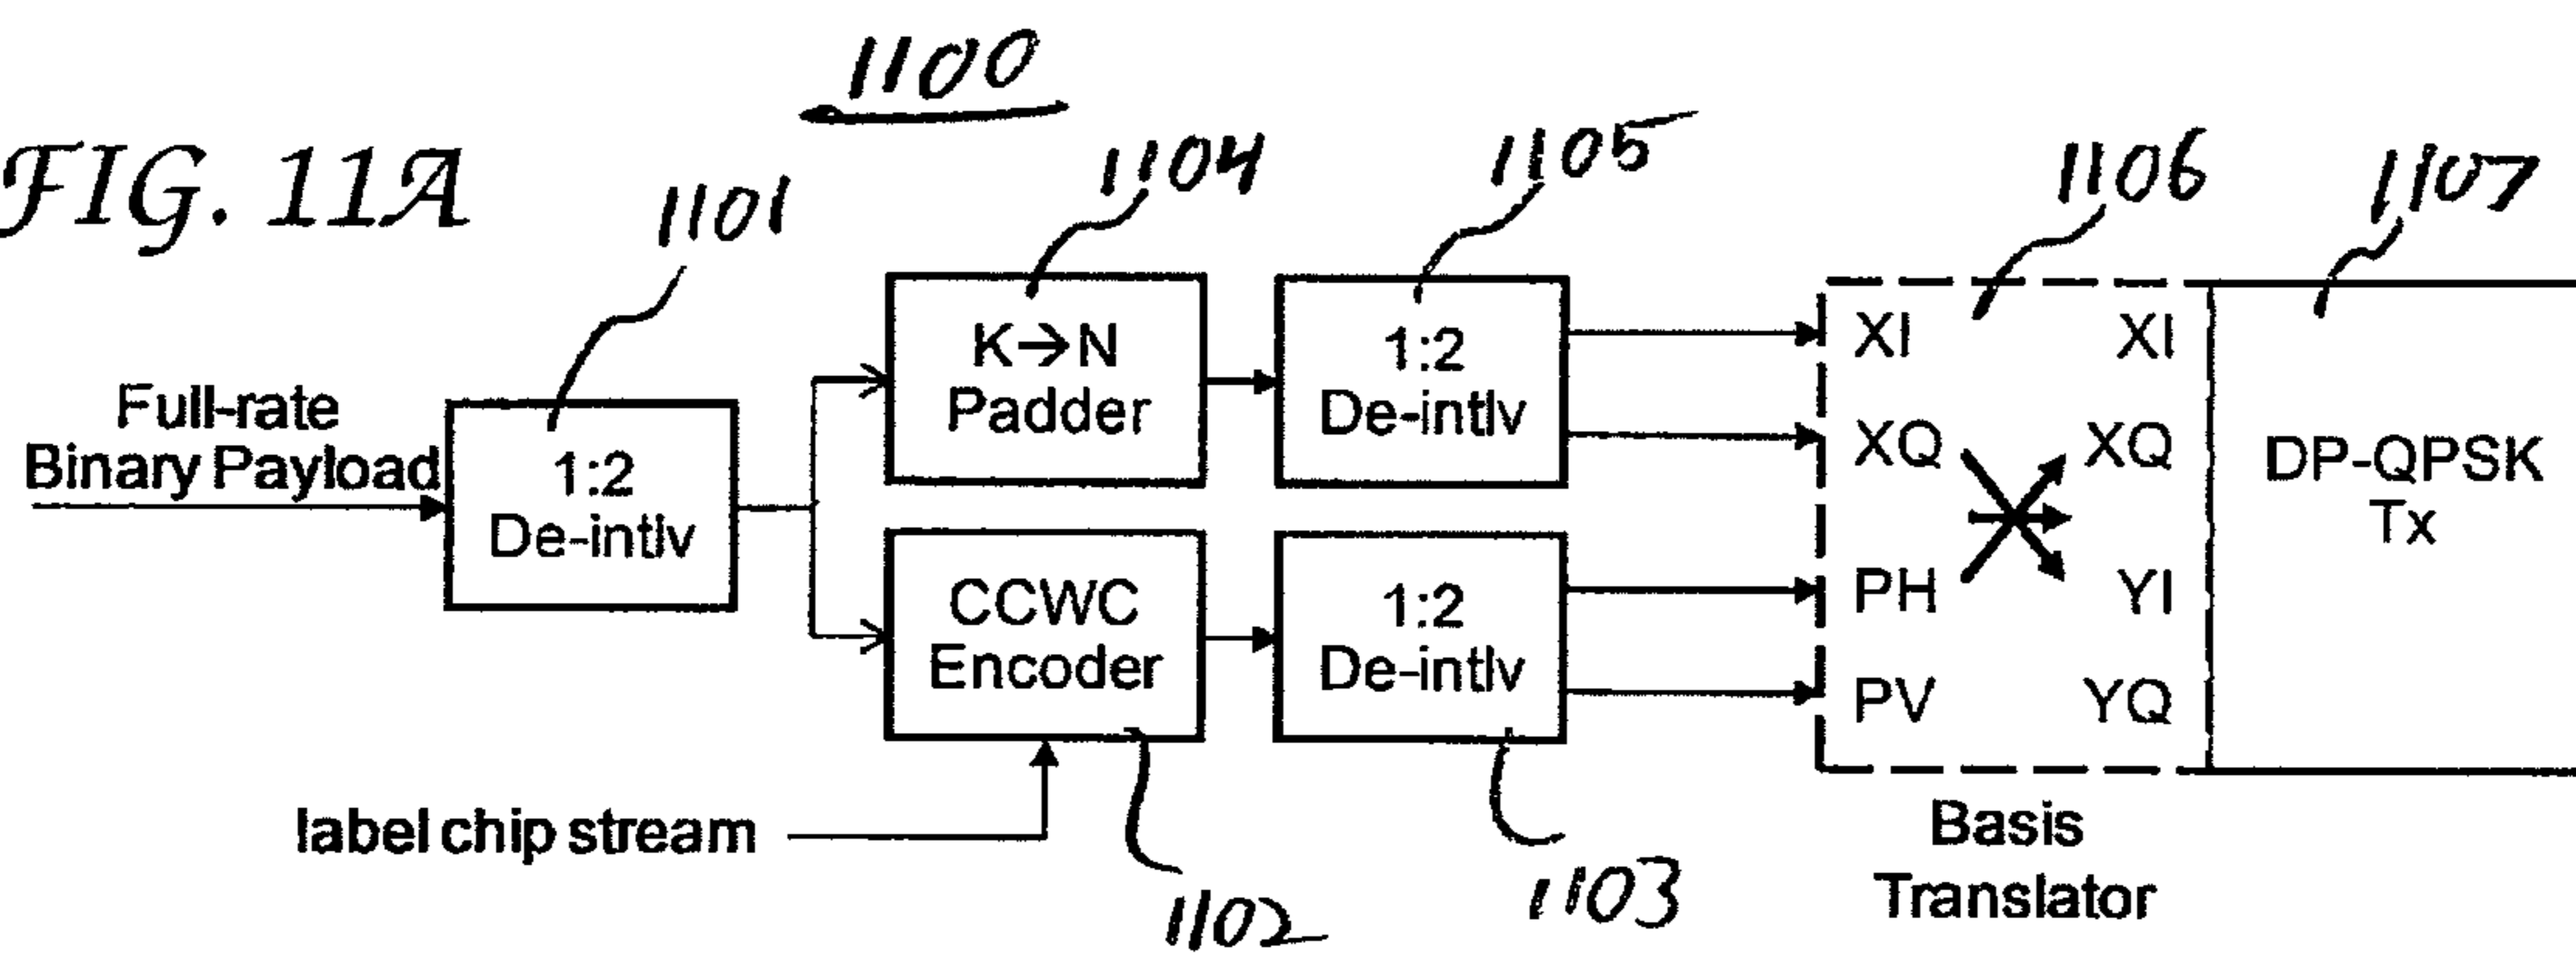 1100
FIG. 11A
1101
1104
1105
1106
1107
Full-rate
Binary Payload
1:2
De-intlv
K→N
Padder
1:2
De-intlv
CCWC
Encoder
1:2
De-intlv
label chip stream
1102
1103
XI
XQ
PH
PV
XI
XQ
YI
YQ
Basis
Translator
DP-QPSK
Tx